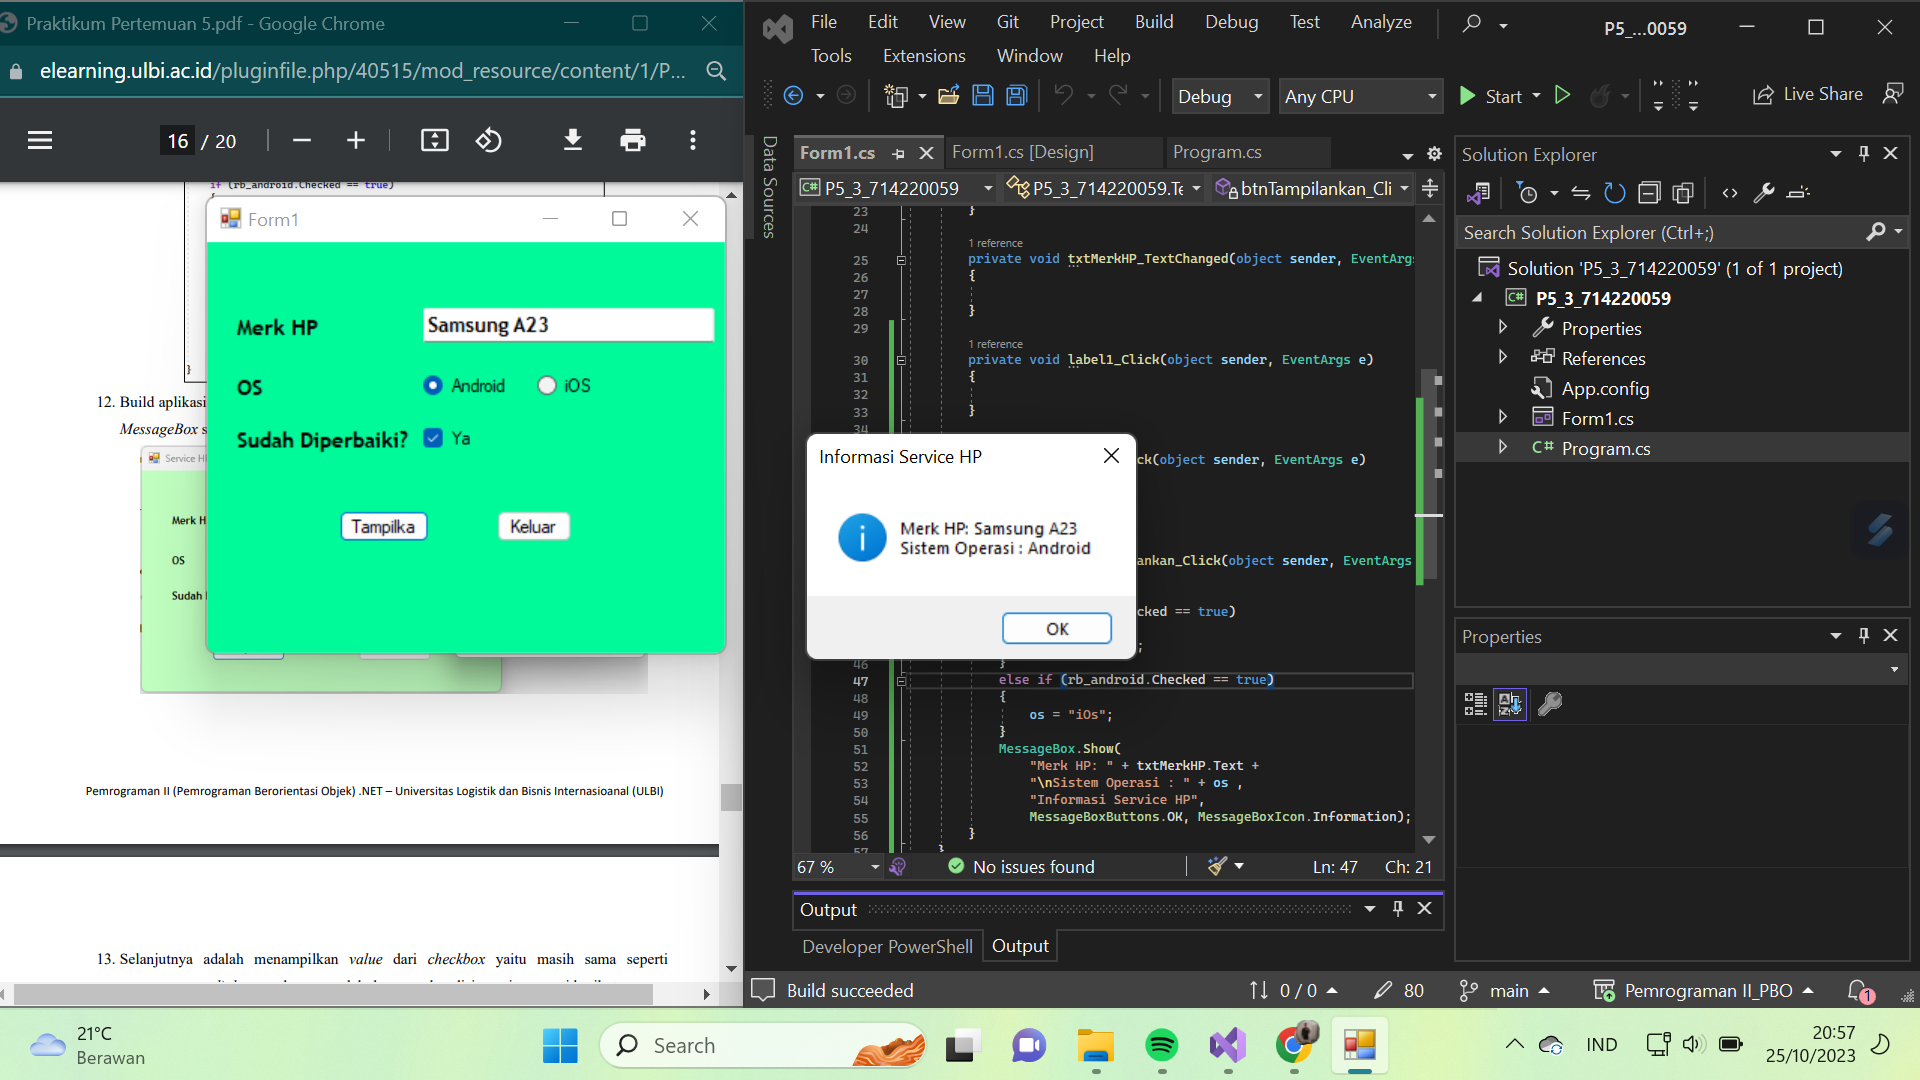 Praktikum Pertemuan 5.pdf - Google Chrome
elearning.ulbi.ac.id/pluginfile.php/40515/mod_resource/content/1/P...
16 / 20
if (rb_android.Checked == true)
{
}
12. Build aplikasi
MessageBox s
Service H
Merk H
OS
Sudah
Form1
Merk HP
Samsung A23
OS
Android
iOS
Sudah Diperbaiki?
Ya
Tampilka
Keluar
Pemrograman II (Pemrograman Berorientasi Objek) .NET – Universitas Logistik dan Bisnis Internasioanal (ULBI)
13. Selanjutnya adalah menampilkan value dari checkbox yaitu masih sama seperti
File Edit View Git Project Build Debug Test Analyze
P5_...0059
Tools Extensions Window Help
Debug
Any CPU
Start
Live Share
Data Sources
Form1.cs
Form1.cs [Design]
Program.cs
P5_3_714220059
P5_3_714220059.Te
btnTampilankan_Cli
23 }
24
1 reference
25 private void txtMerkHP_TextChanged(object sender, EventArgs
26 {
27
28 }
29
1 reference
30 private void label1_Click(object sender, EventArgs e)
31 {
32
33 }
34
ck(object sender, EventArgs e)
ankan_Click(object sender, EventArgs
cked == true)
;
46 }
47 else if (rb_android.Checked == true)
48 {
49 os = "iOs";
50 }
51 MessageBox.Show(
52 "Merk HP: " + txtMerkHP.Text +
53 "\nSistem Operasi : " + os ,
54 "Informasi Service HP",
55 MessageBoxButtons.OK, MessageBoxIcon.Information);
56 }
57 }
Informasi Service HP
Merk HP: Samsung A23
Sistem Operasi : Android
OK
67 %
No issues found
Ln: 47
Ch: 21
Output
Developer PowerShell
Output
Solution Explorer
Search Solution Explorer (Ctrl+;)
Solution 'P5_3_714220059' (1 of 1 project)
C# P5_3_714220059
Properties
References
App.config
Form1.cs
C# Program.cs
Properties
Build succeeded
0 / 0
80
main
Pemrograman II_PBO
1
21°C
Berawan
Search
IND
20:57
25/10/2023